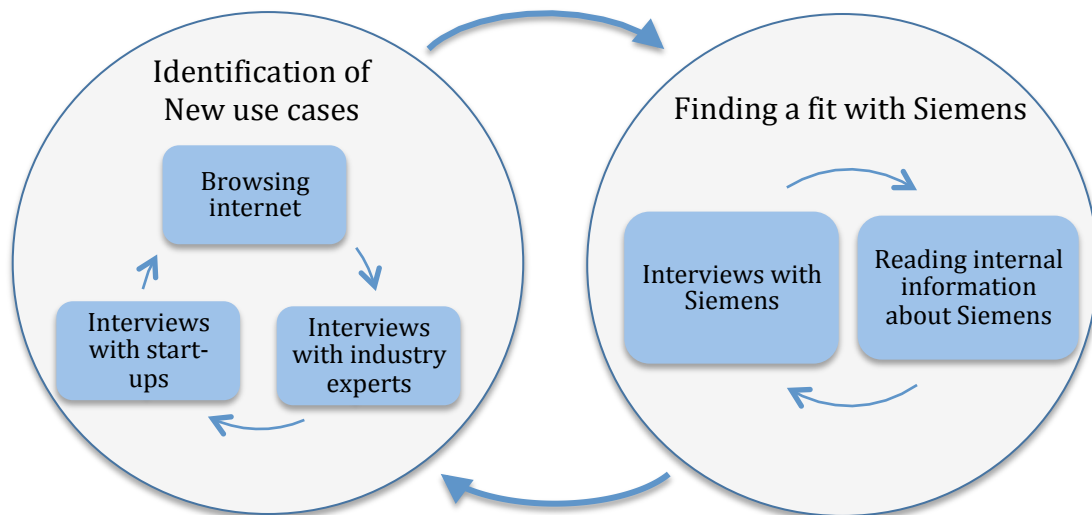 Identification of
New use cases
Browsing
internet
Interviews
with start-
ups
Interviews
with industry
experts
Finding a fit with Siemens
Interviews with
Siemens
Reading internal
information
about Siemens